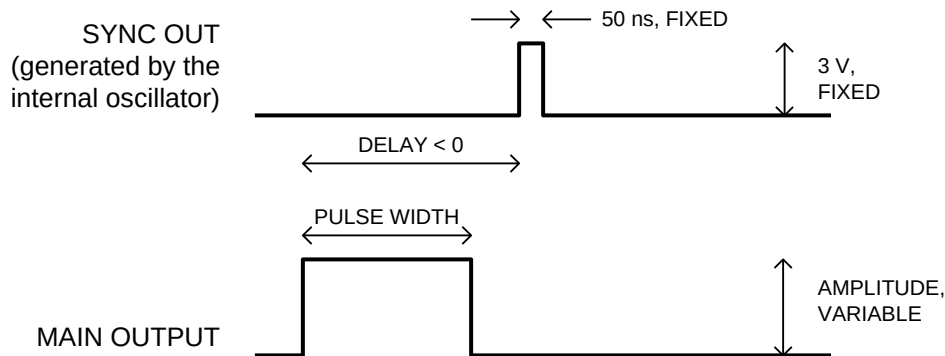 SYNC OUT
(generated by the
internal oscillator)
50 ns, FIXED
3 V,
FIXED
DELAY < 0
PULSE WIDTH
AMPLITUDE,
VARIABLE
MAIN OUTPUT